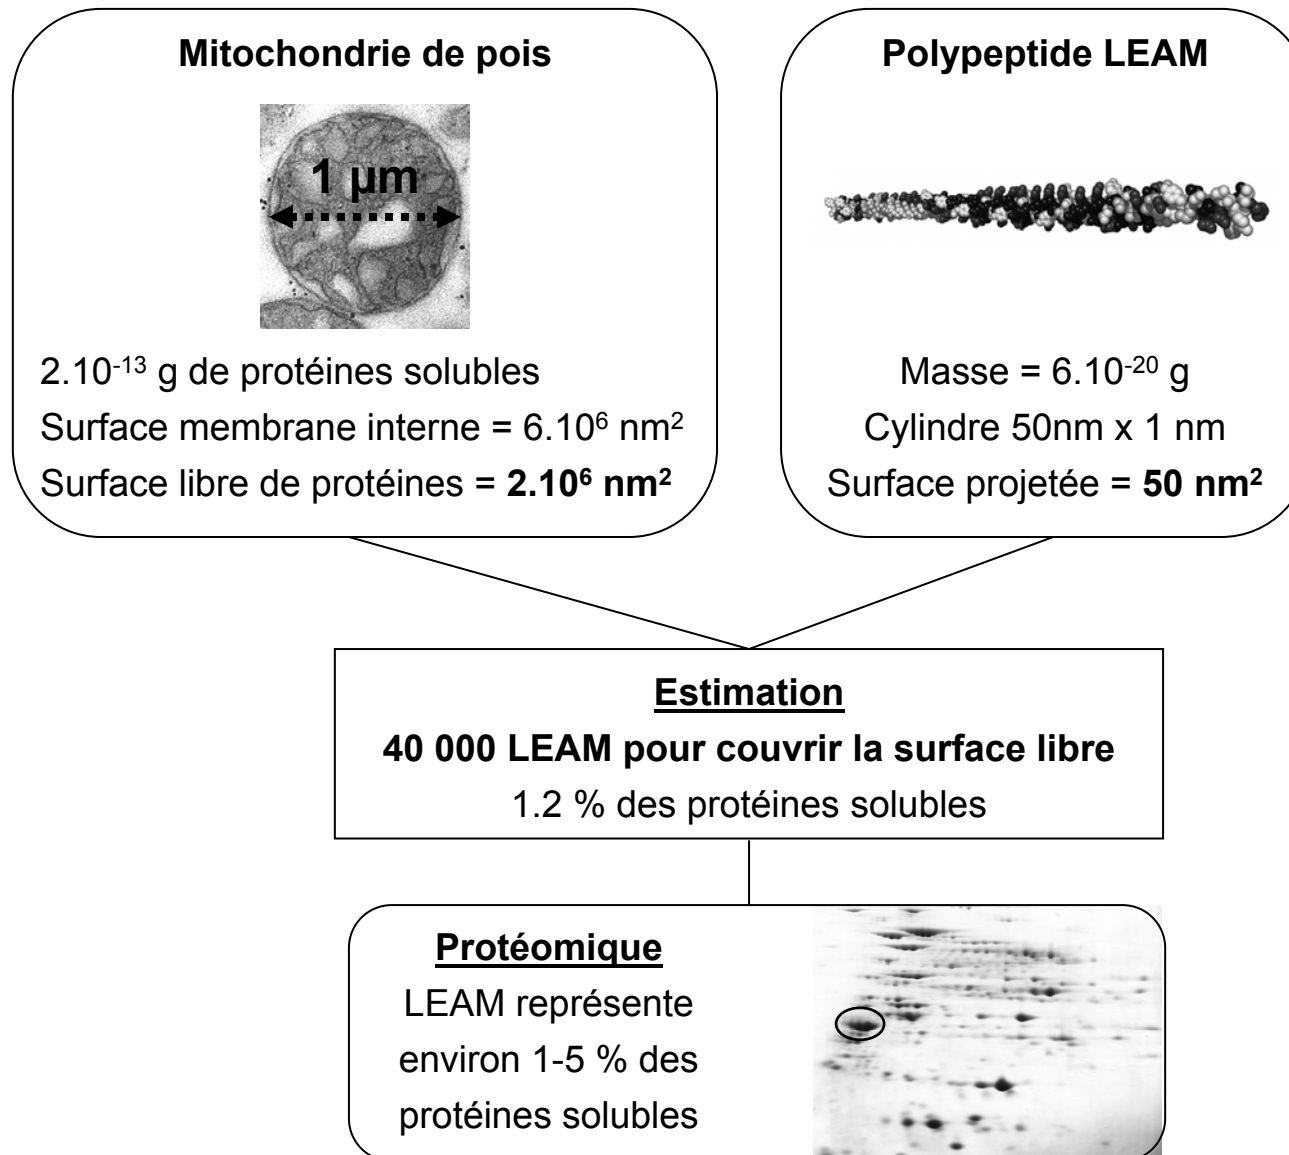 Mitochondrie de pois
1 µm
2.10⁻¹³ g de protéines solubles
Surface membrane interne = 6.10⁶ nm²
Surface libre de protéines = 2.10⁶ nm²
Polypeptide LEAM
Masse = 6.10⁻²⁰ g
Cylindre 50nm x 1 nm
Surface projetée = 50 nm²
Estimation
40 000 LEAM pour couvrir la surface libre
1.2 % des protéines solubles
Protéomique
LEAM représente
environ 1-5 % des
protéines solubles